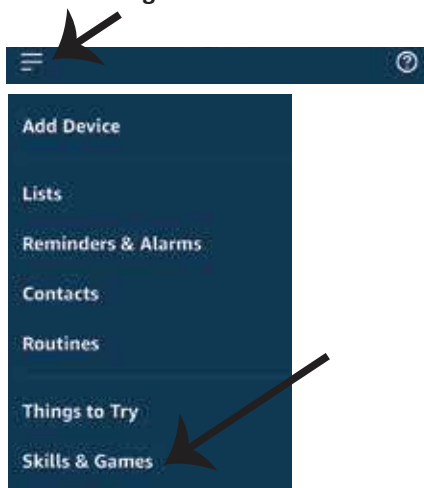 Add Device
Lists
Reminders & Alarms
Contacts
Routines
Things to Try
Skills & Games